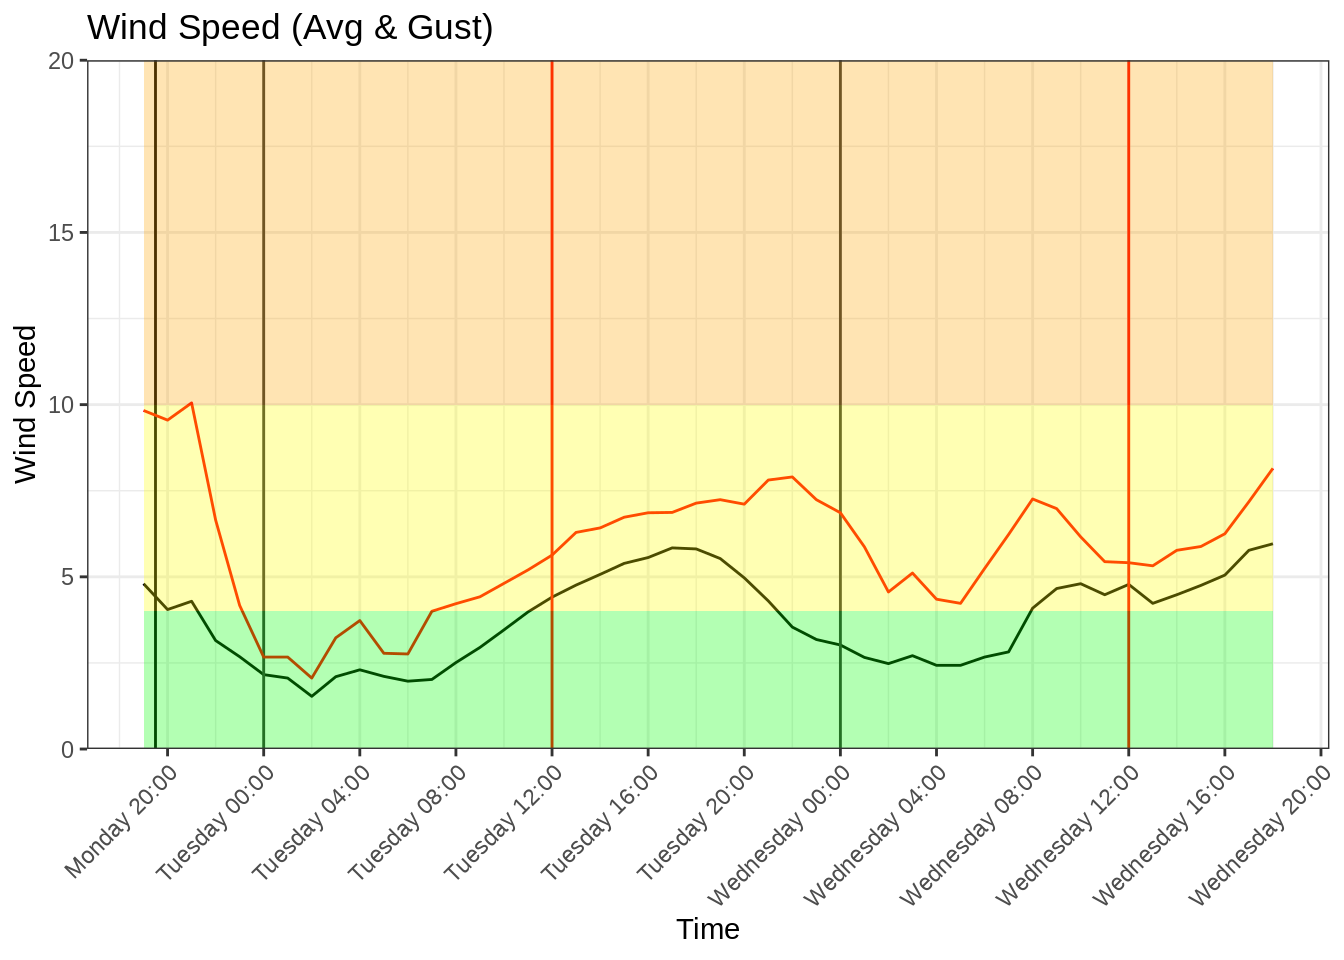 Wind Speed (Avg & Gust)
20
15
10
5
0
Wind Speed
Monday 20:00
Tuesday 00:00
Tuesday 04:00
Tuesday 08:00
Tuesday 12:00
Tuesday 16:00
Tuesday 20:00
Wednesday 00:00
Wednesday 04:00
Wednesday 08:00
Wednesday 12:00
Wednesday 16:00
Wednesday 20:00
Time